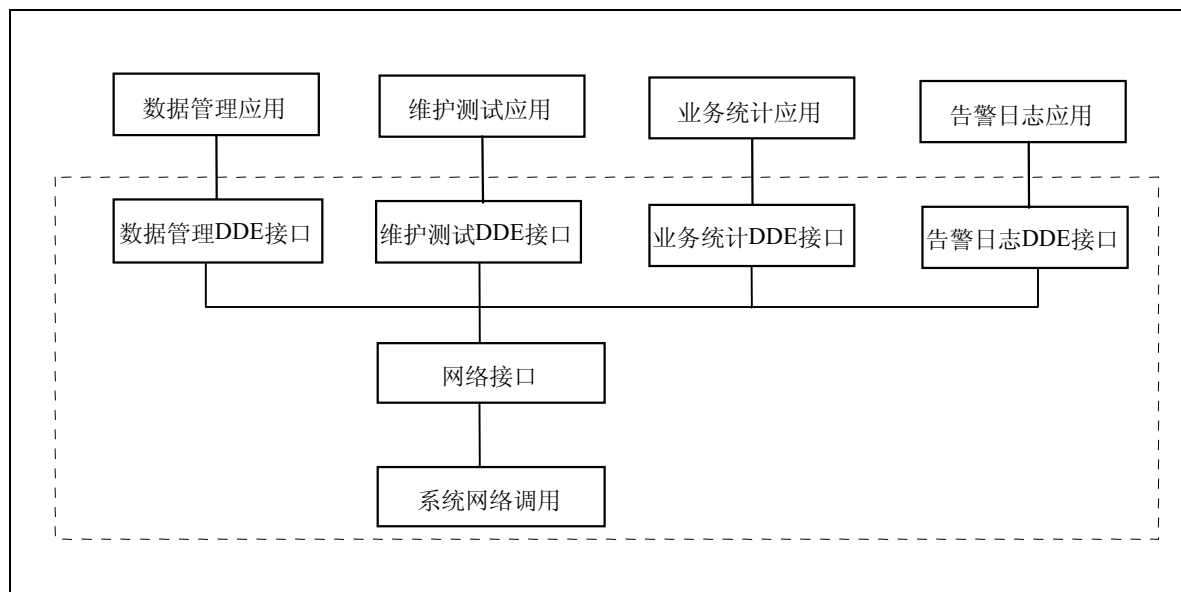 数据管理应用
维护测试应用
业务统计应用
告警日志应用
数据管理DDE接口
维护测试DDE接口
业务统计DDE接口
告警日志DDE接口
网络接口
系统网络调用